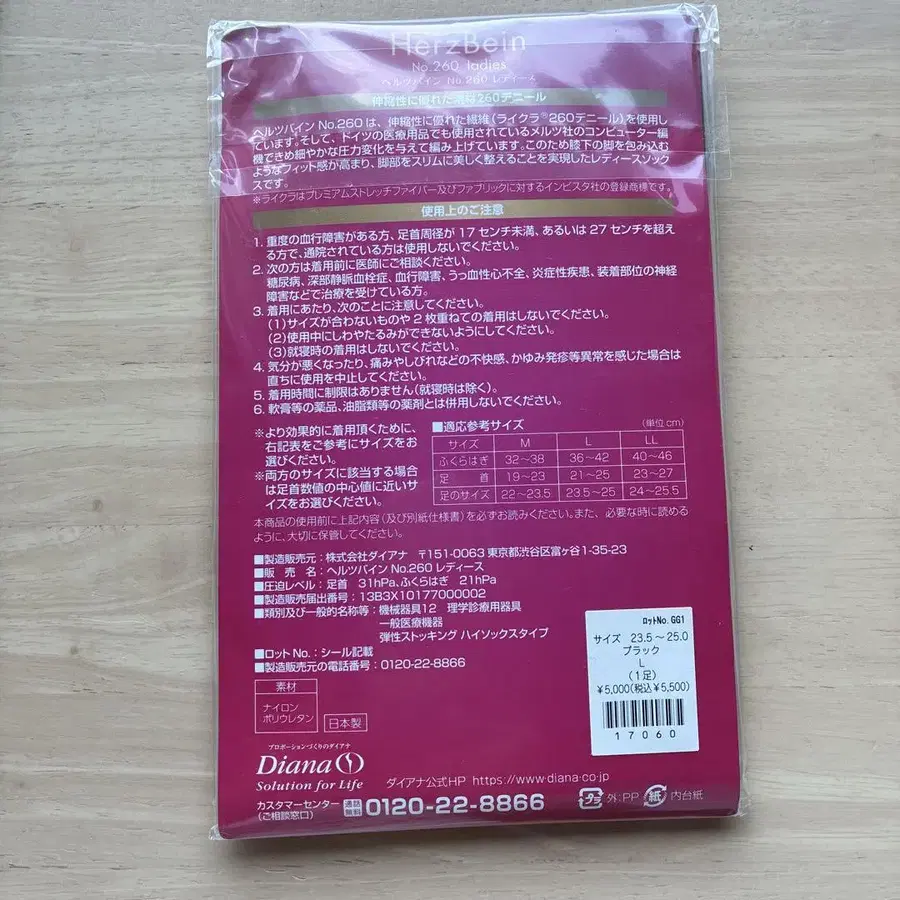 HerzBein
No.260 ladies
ヘルツバイン No.260 レディース
伸縮性に優れた素材260デニール
ヘルツバイン No.260 は、伸縮性に優れた繊維(ライクラ®260デニール)を使用し
ています。そして、ドイツの医療用品でも使用されているメルツ社のコンピューター編
機できめ細やかな圧力変化を与えて編み上げています。このため膝下の脚を包み込む
ようなフィット感が高まり、脚部をスリムに美しく整えることを実現したレディースソック
スです。
※ライクラはプレミアムストレッチファイバー及びファブリックに対するインビスタ社の登録商標です。
使用上のご注意
1. 重度の血行障害がある方、足首周径が 17 センチ未満、あるいは 27 センチを超え
る方で、通院されている方は使用しないでください。
2. 次の方は着用前に医師にご相談ください。
糖尿病、深部静脈血栓症、血行障害、うっ血性心不全、炎症性疾患、装着部位の神経
障害などで治療を受けている方。
3. 着用にあたり、次のことに注意してください。
(1)サイズが合わないものや 2 枚重ねての着用はしないでください。
(2)使用中にしわやたるみができないようにしてください。
(3)就寝時の着用はしないでください。
4. 気分が悪くなったり、痛みやしびれなどの不快感、かゆみ発疹等異常を感じた場合は
直ちに使用を中止してください。
5. 着用時間に制限はありません(就寝時は除く)。
6. 軟膏等の薬品、油脂類等の薬剤とは併用しないでください。
※より効果的に着用頂くために、
右記表をご参考にサイズをお
選びください。
※両方のサイズに該当する場合
は足首数値の中心値に近いサ
イズをお選びください。
■適応参考サイズ (単位cm)
サイズ M L LL
ふくらはぎ 32〜38 36〜42 40〜46
足首 19〜23 21〜25 23〜27
足のサイズ 22〜23.5 23.5〜25 24〜25.5
本商品の使用前に上記内容(及び別紙仕様書)を必ずお読みください。また、必要な時に読める
ように、大切に保管してください。
■製造販売元：株式会社ダイアナ 〒151-0063 東京都渋谷区富ヶ谷1-35-23
■販売名：ヘルツバイン No.260 レディース
■圧迫レベル：足首 31hPa、ふくらはぎ 21hPa
■製造販売届出番号：13B3X10177000002
■類別及び一般的名称等：機械器具12 理学診療用器具
一般医療機器
弾性ストッキング ハイソックスタイプ
■ロット No.：シール記載
■製造販売元の電話番号：0120-22-8866
素材
ナイロン
ポリウレタン
日本製
ロットNo. GG1
サイズ 23.5〜25.0
ブラック
L
(1足)
¥5,000(税込¥5,500)
17060
プロポーションづくりのダイアナ
Diana
Solution for Life
ダイアナ公式HP https://www.diana.co.jp
カスタマーセンター
(ご相談窓口)
通話
無料
0120-22-8866
プラ 外：PP 紙 内台紙